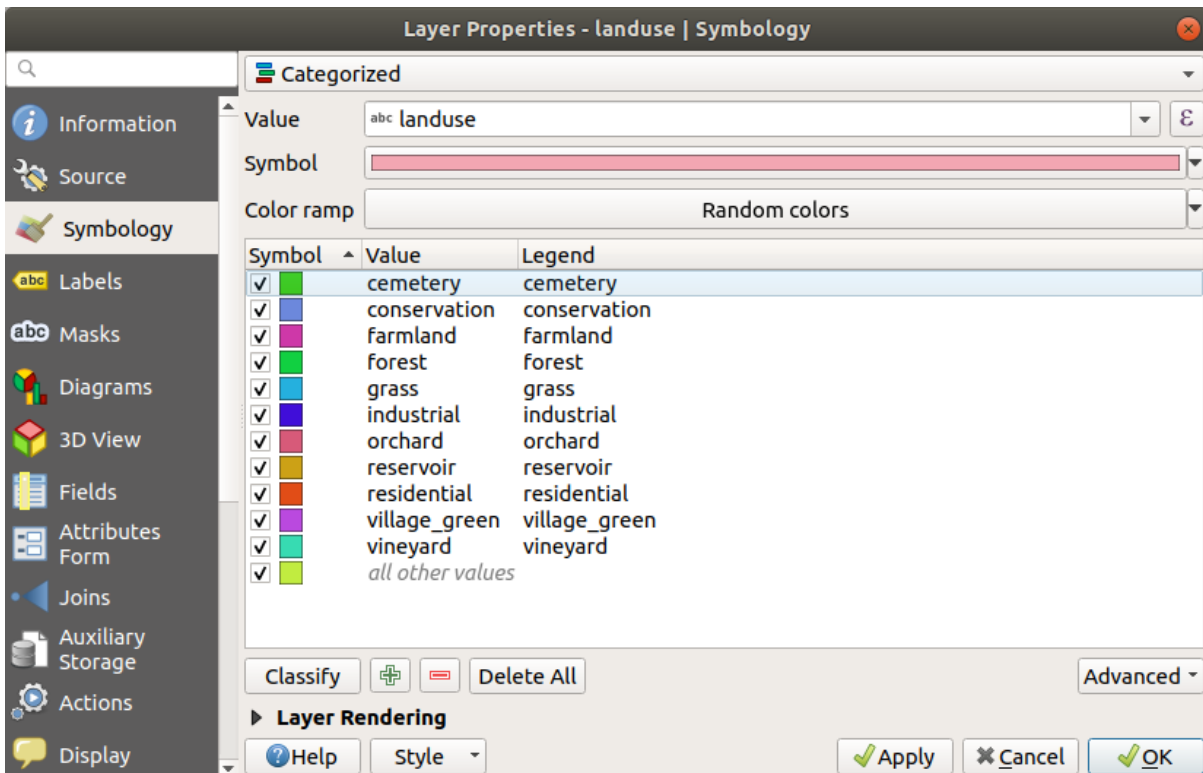 Layer Properties - landuse | Symbology
Information
Source
Symbology
abc Labels
abc Masks
Diagrams
3D View
Fields
Attributes
Form
Joins
Auxiliary
Storage
Actions
Display
Categorized
Value abc landuse ε
Symbol
Color ramp Random colors
Symbol Value Legend
cemetery cemetery
conservation conservation
farmland farmland
forest forest
grass grass
industrial industrial
orchard orchard
reservoir reservoir
residential residential
village_green village_green
vineyard vineyard
all other values
Classify Delete All Advanced
Layer Rendering
Help Style Apply Cancel OK